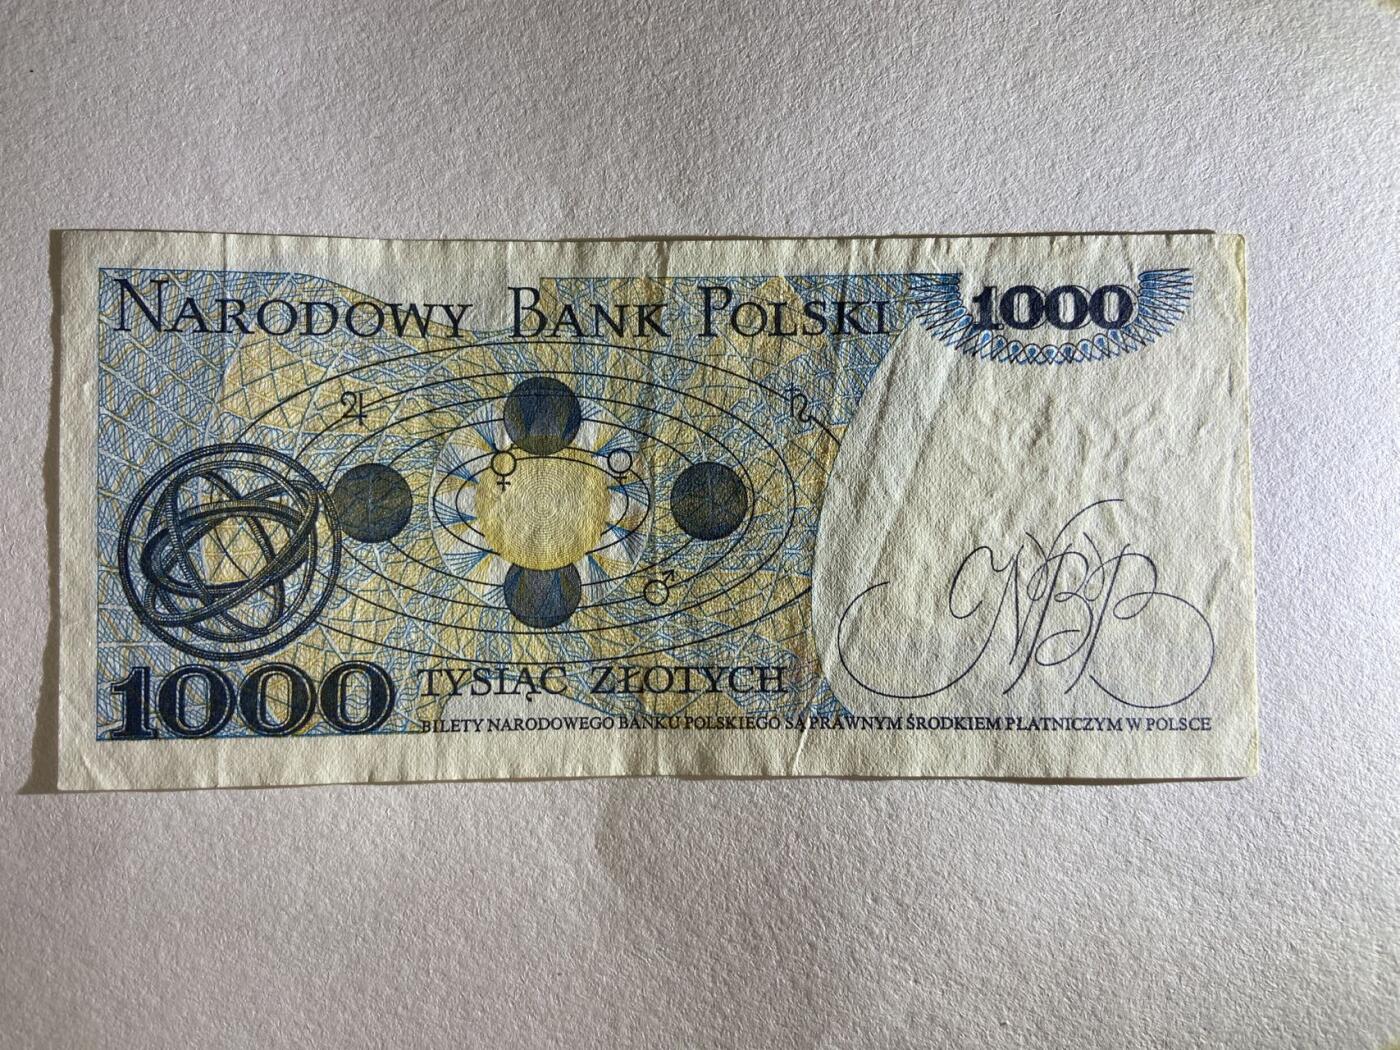 NARODOWY BANK POLSKI
1000
♃
♄
☿
♀
♂
NBP
1000
TYSIĄC ZŁOTYCH
BILETY NARODOWEGO BANKU POLSKIEGO SĄ PRAWNYM ŚRODKIEM PŁATNICZYM W POLSCE